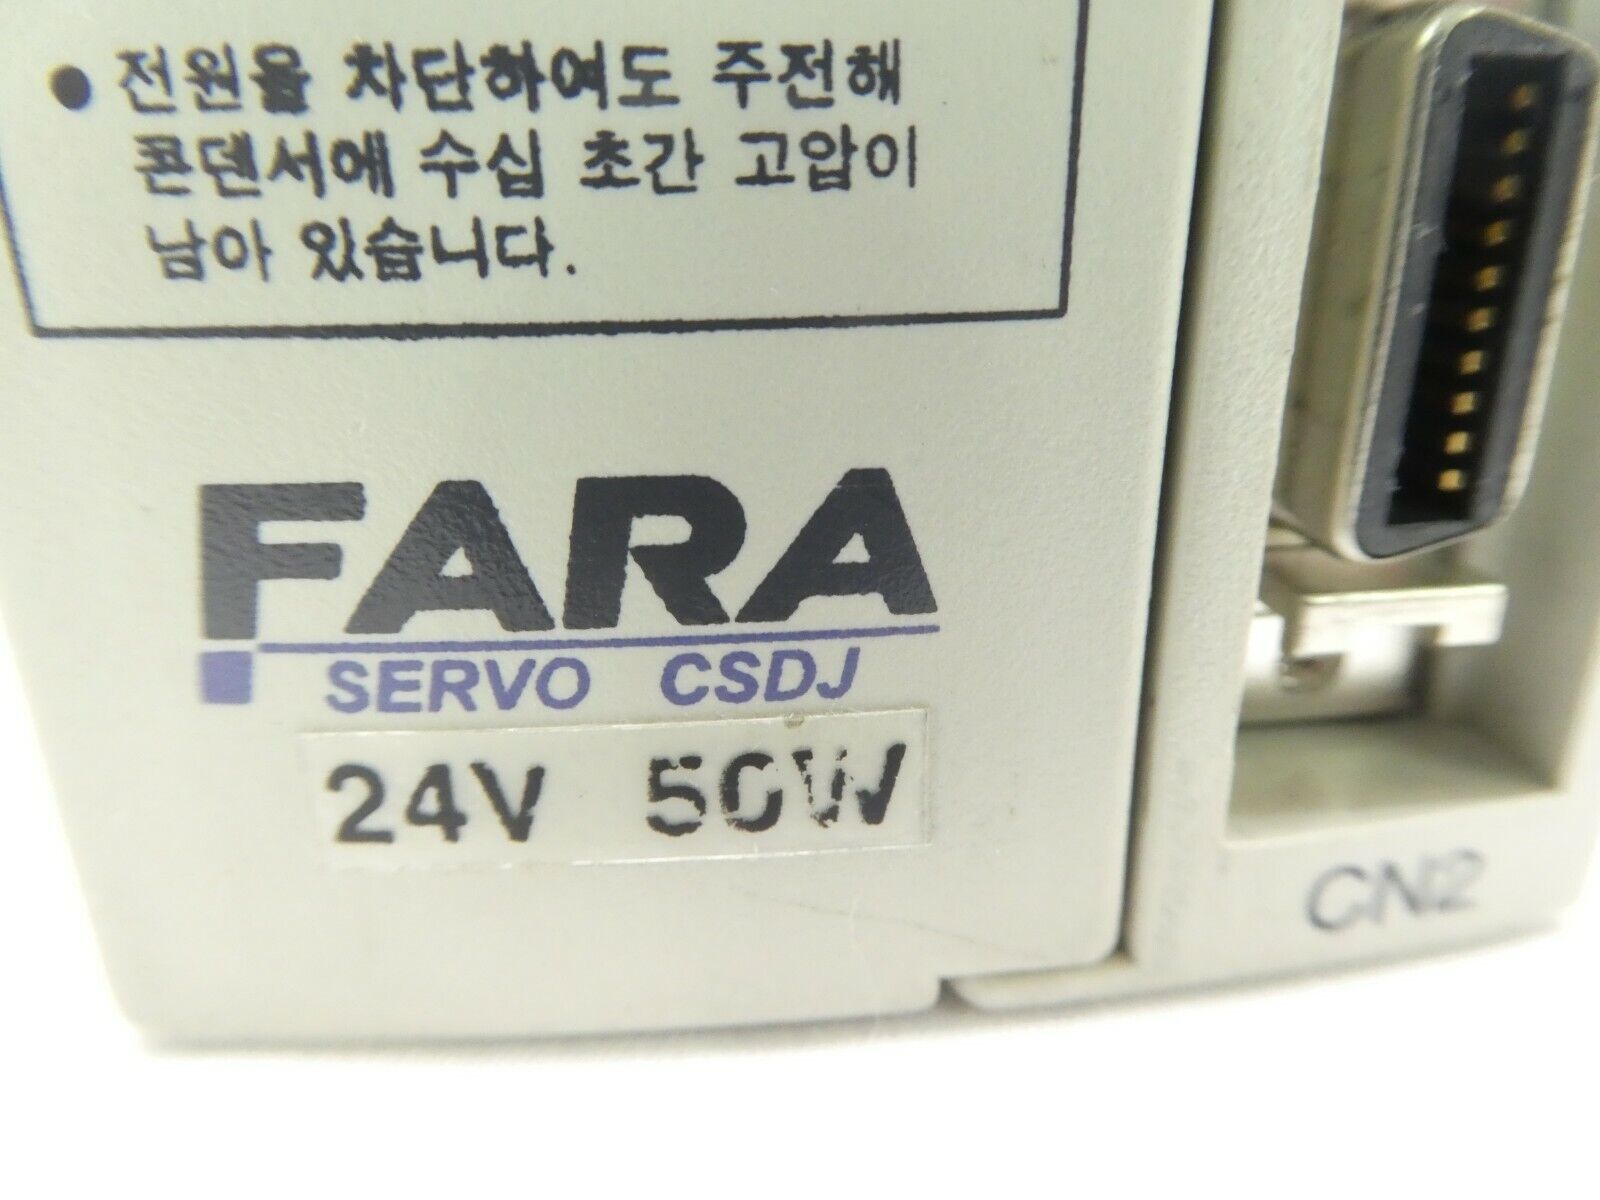 ● 전원을 차단하여도 주전해
콘덴서에 수십 초간 고압이
남아 있습니다.
FARA
SERVO CSDJ
24V 50W
CN2